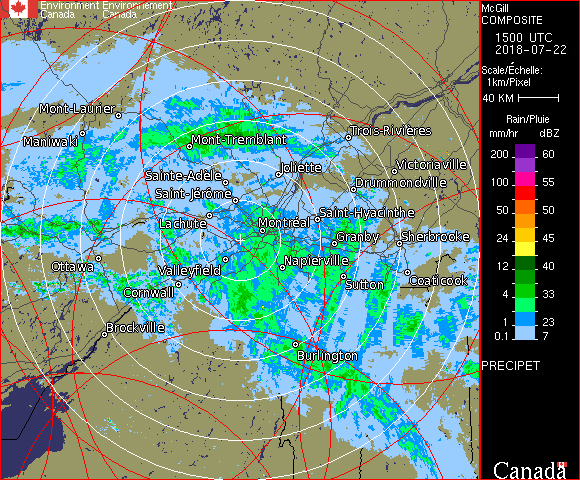 Environment Environnement
Canada Canada
McGill
COMPOSITE
1500 UTC
2018-07-22
Scale/Échelle:
1km/Pixel
40 KM
Rain/Pluie
mm/hr dBZ
200 60
100 55
50 50
24 45
12 40
4 33
1 23
0.1 7
PRECIPET
Canada
Mont-Laurier
Maniwaki
Mont-Tremblant
Trois-Rivières
Joliette
Victoriaville
Sainte-Adèle
Drummondville
Saint-Jérôme
Lachute
Saint-Hyacinthe
Montréal
Granby
Sherbrooke
Ottawa
Valleyfield
Napierville
Sutton
Coaticook
Cornwall
Brockville
Burlington